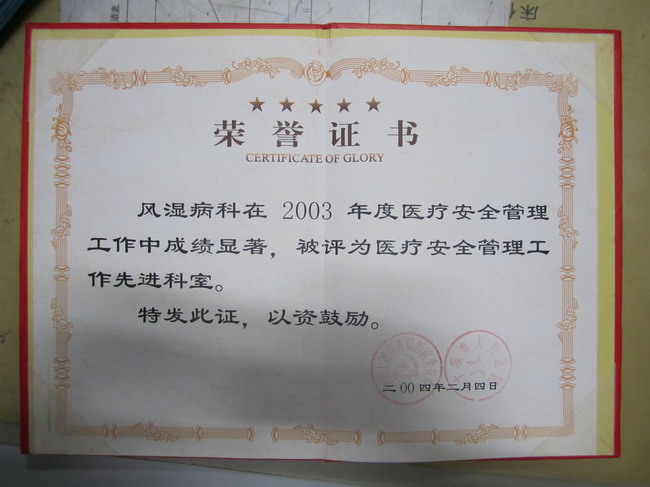 荣誉证书
CERTIFICATE OF GLORY
风湿病科在 2003 年度医疗安全管理
工作中成绩显著，被评为医疗安全管理工
作先进科室。
特发此证，以资鼓励。
二00四年二月四日